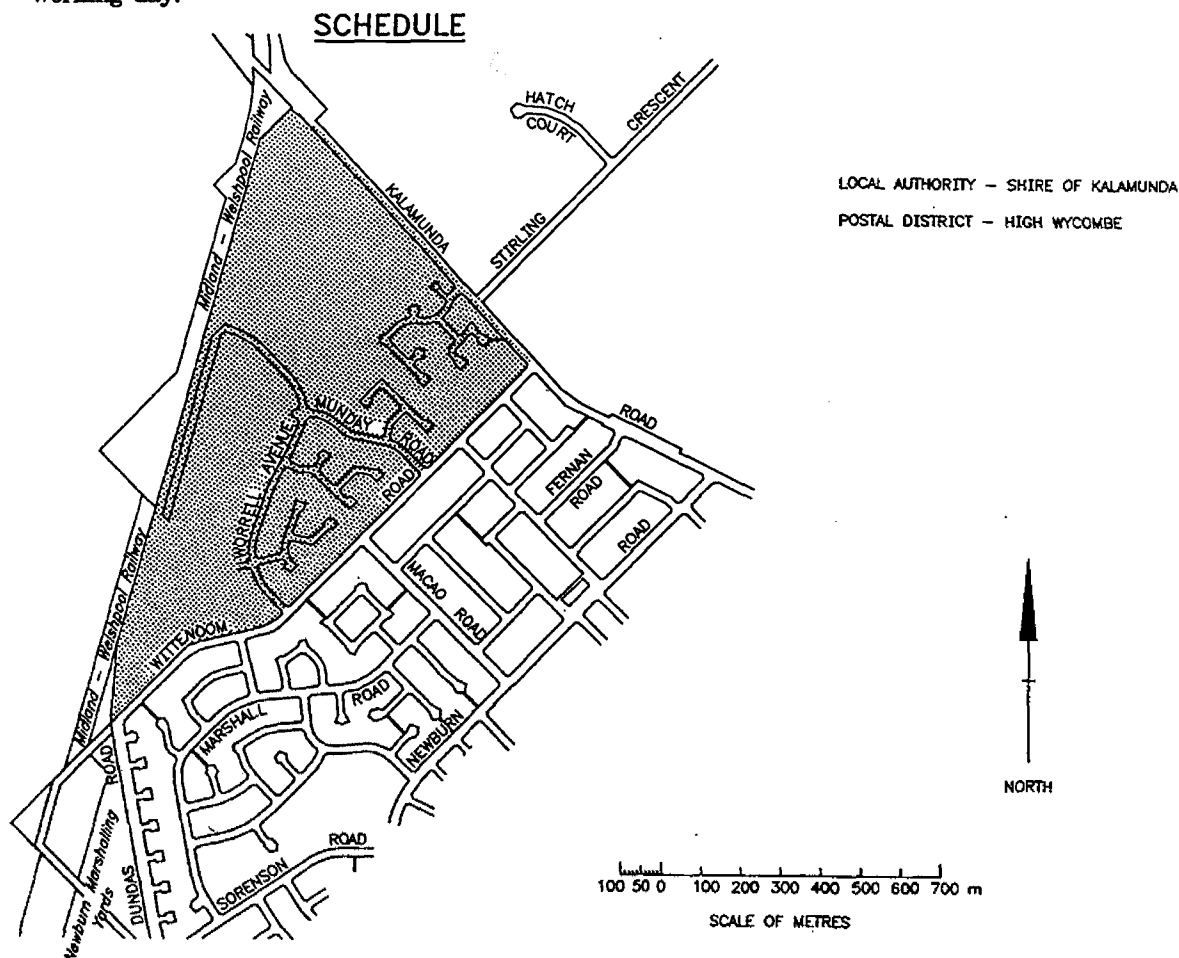 working day.
SCHEDULE
HATCH
COURT
CRESCENT
STIRLING
KALAMUNDA
ROAD
LOCAL AUTHORITY – SHIRE OF KALAMUNDA
POSTAL DISTRICT – HIGH WYCOMBE
Midland – Welshpool Railway
MUNDAY
ROAD
WORRELL AVENUE
ROAD
FERNAN
ROAD
ROAD
MACAO
ROAD
Midland – Welshpool Railway
WITTENOOM
MARSHALL
ROAD
NEWBURN
ROAD
DUNDAS
Newburn Marshalling
Yards
SORENSON
ROAD
NORTH
100 50 0 100 200 300 400 500 600 700 m
SCALE OF METRES